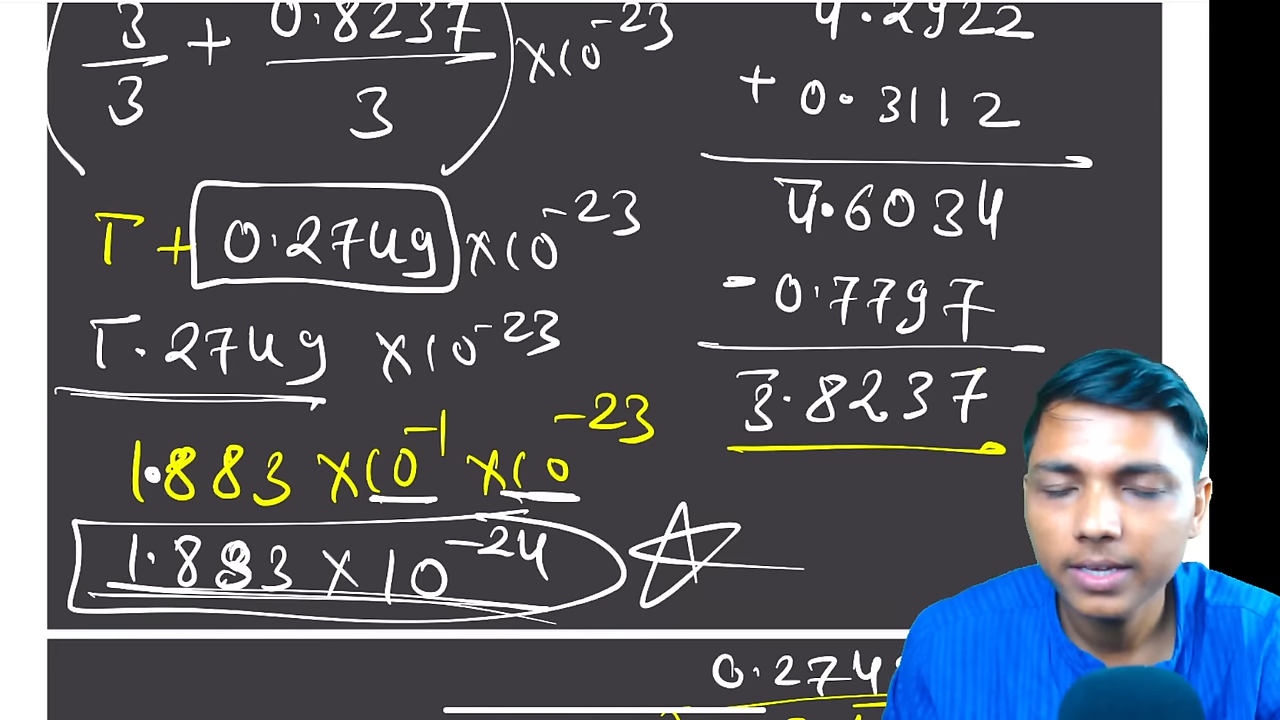 3/3 + 0.8237/3 ×10⁻²³
1̅ + 0.2749 ×10⁻²³
1̅.2749 ×10⁻²³
1.883 ×10⁻¹ ×10⁻²³
1.883 × 10⁻²⁴
4.2922
+ 0.3112
4̅.6034
- 0.7797
3̅.8237
0.274